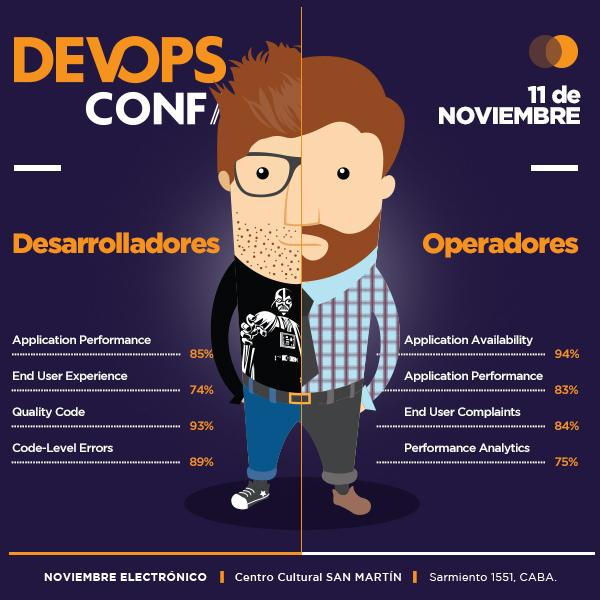 DEVOPS
CONF/
11 de
NOVIEMBRE
Desarrolladores
Application Performance
85%
End User Experience
74%
Quality Code
93%
Code-Level Errors
89%
Operadores
Application Availability
94%
Application Performance
83%
End User Complaints
84%
Performance Analytics
75%
NOVIEMBRE ELECTRÓNICO | Centro Cultural SAN MARTÍN | Sarmiento 1551, CABA.